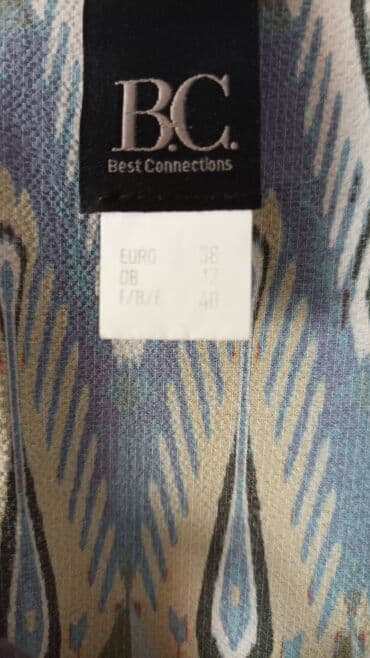 B.C.
Best Connections
EURO 38
GB 12
F/B/E 40